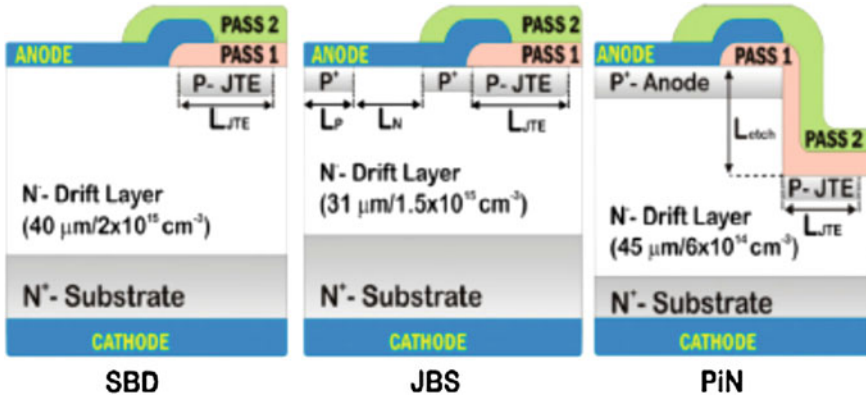 PASS 2
ANODE
PASS 1
P- JTE
LJTE
N⁻- Drift Layer
(40 µm/2x10¹⁵ cm⁻³)
N⁺- Substrate
CATHODE
SBD
PASS 2
ANODE
PASS 1
P⁺
P⁺
P- JTE
LP
LN
LJTE
N⁻- Drift Layer
(31 µm/1.5x10¹⁵ cm⁻³)
N⁺- Substrate
CATHODE
JBS
ANODE
PASS 1
P⁺- Anode
Letch
PASS 2
P- JTE
N⁻- Drift Layer
LJTE
(45 µm/6x10¹⁴ cm⁻³)
N⁺- Substrate
CATHODE
PiN